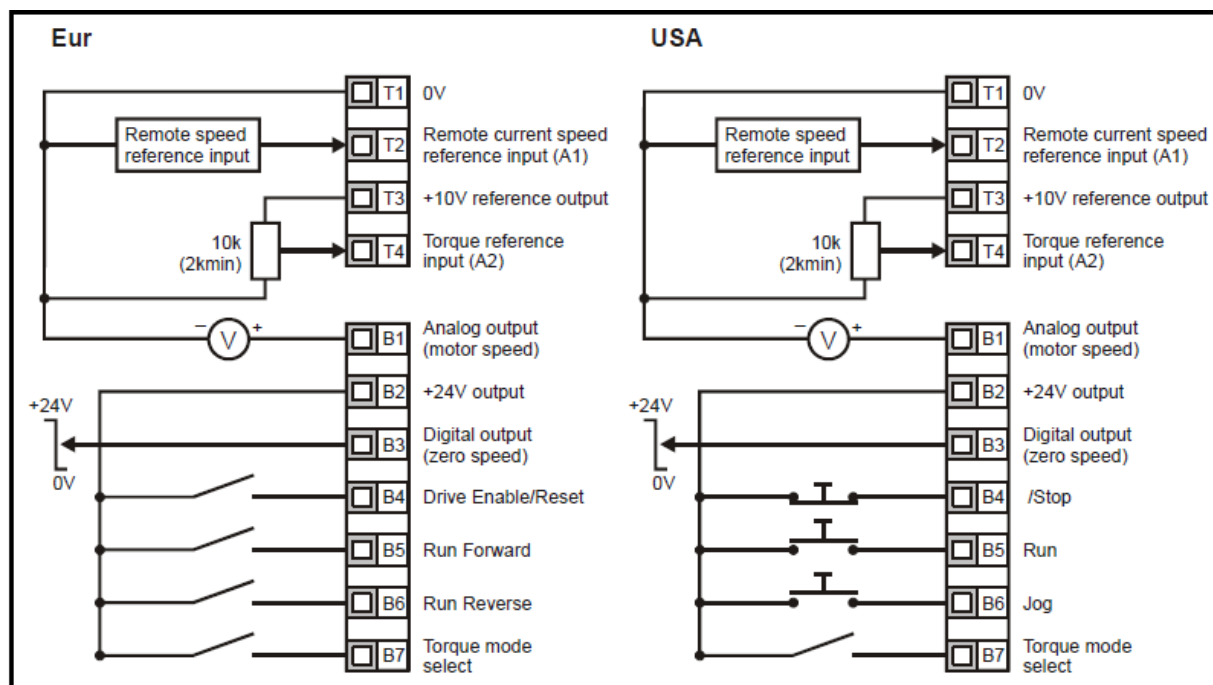 Eur
T1 0V
Remote speed
reference input
T2 Remote current speed
reference input (A1)
T3 +10V reference output
10k
(2kmin)
T4 Torque reference
input (A2)
– V +
B1 Analog output
(motor speed)
B2 +24V output
+24V
0V
B3 Digital output
(zero speed)
B4 Drive Enable/Reset
B5 Run Forward
B6 Run Reverse
B7 Torque mode
select
USA
T1 0V
Remote speed
reference input
T2 Remote current speed
reference input (A1)
T3 +10V reference output
10k
(2kmin)
T4 Torque reference
input (A2)
– V +
B1 Analog output
(motor speed)
B2 +24V output
+24V
0V
B3 Digital output
(zero speed)
B4 /Stop
B5 Run
B6 Jog
B7 Torque mode
select